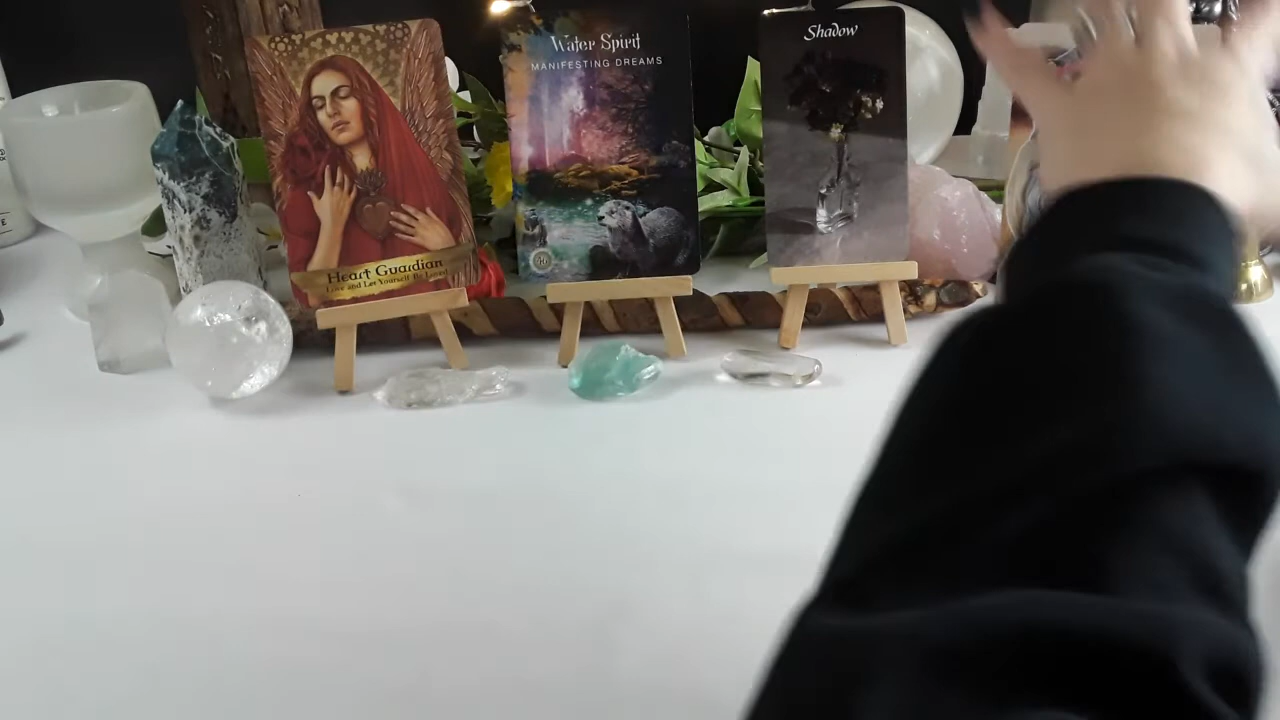 Heart Guardian
Love and Let Yourself Be Loved
Water Spirit
MANIFESTING DREAMS
Shadow